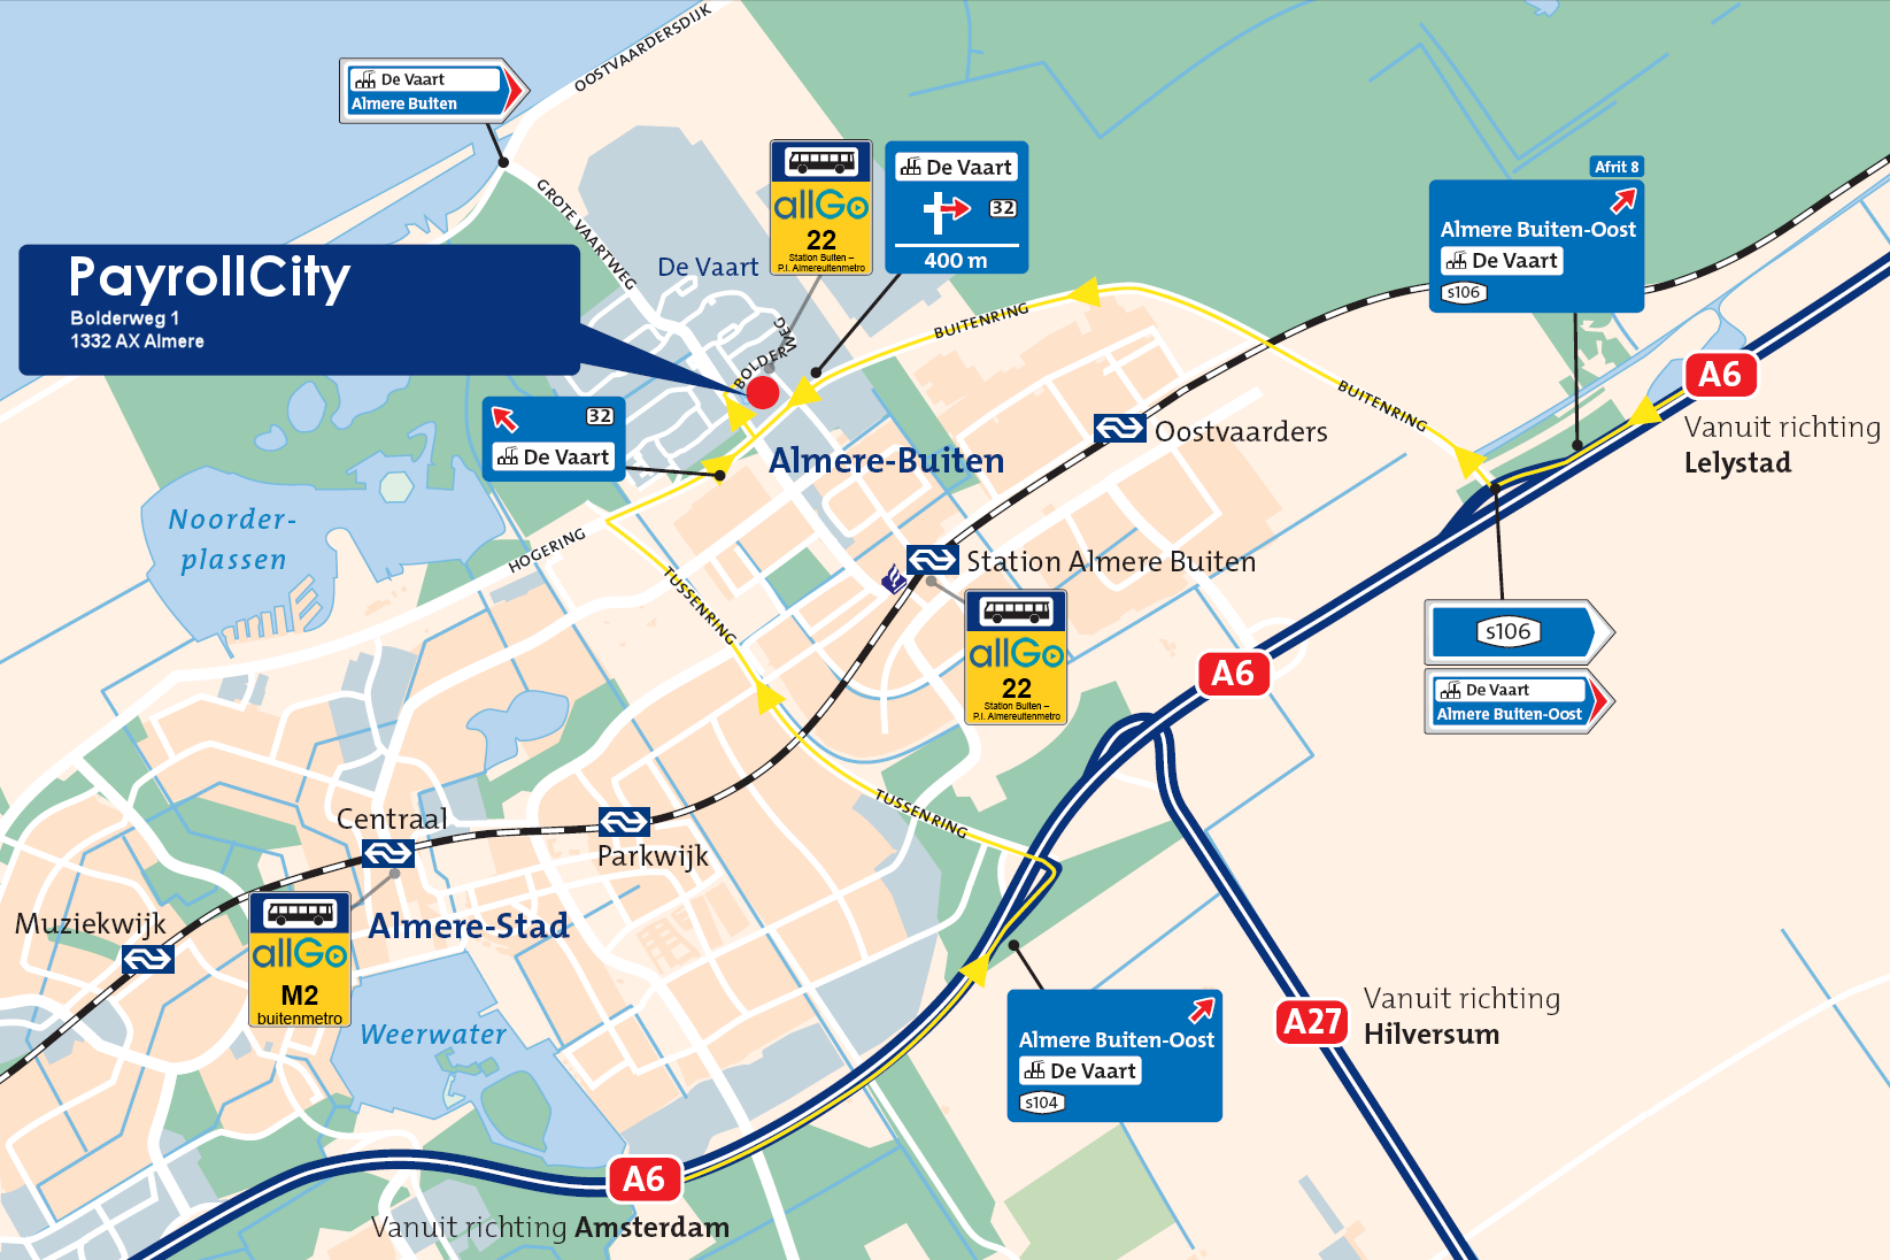 OOSTVAARDERSDIJK
De Vaart
Almere Buiten
GROTE VAARTWEG
PayrollCity
Bolderweg 1
1332 AX Almere
De Vaart
allGo
22
Station Buiten –
P.I. Almereuitenmetro
De Vaart
32
400 m
Afrit 8
Almere Buiten-Oost
De Vaart
s106
BOLDERWEG
BUITENRING
BUITENRING
A6
Vanuit richting
Lelystad
32
De Vaart
Almere-Buiten
Oostvaarders
Noorder-
plassen
HOGERING
TUSSENRING
Station Almere Buiten
allGo
22
Station Buiten –
P.I. Almereuitenmetro
s106
De Vaart
Almere Buiten-Oost
A6
TUSSENRING
Centraal
Parkwijk
Muziekwijk
allGo
M2
buitenmetro
Almere-Stad
Weerwater
Almere Buiten-Oost
De Vaart
s104
A27
Vanuit richting
Hilversum
A6
Vanuit richting Amsterdam